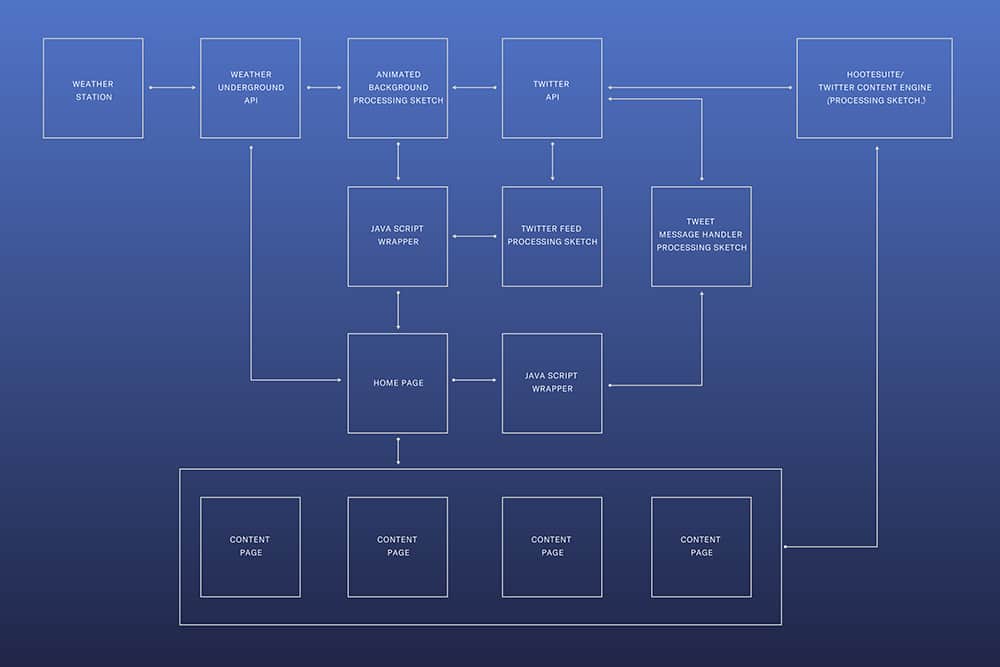 WEATHER
STATION
WEATHER
UNDERGROUND
API
ANIMATED
BACKGROUND
PROCESSING SKETCH
TWITTER
API
HOOTESUITE/
TWITTER CONTENT ENGINE
(PROCESSING SKETCH.)
JAVA SCRIPT
WRAPPER
TWITTER FEED
PROCESSING SKETCH
TWEET
MESSAGE HANDLER
PROCESSING SKETCH
HOME PAGE
JAVA SCRIPT
WRAPPER
CONTENT
PAGE
CONTENT
PAGE
CONTENT
PAGE
CONTENT
PAGE